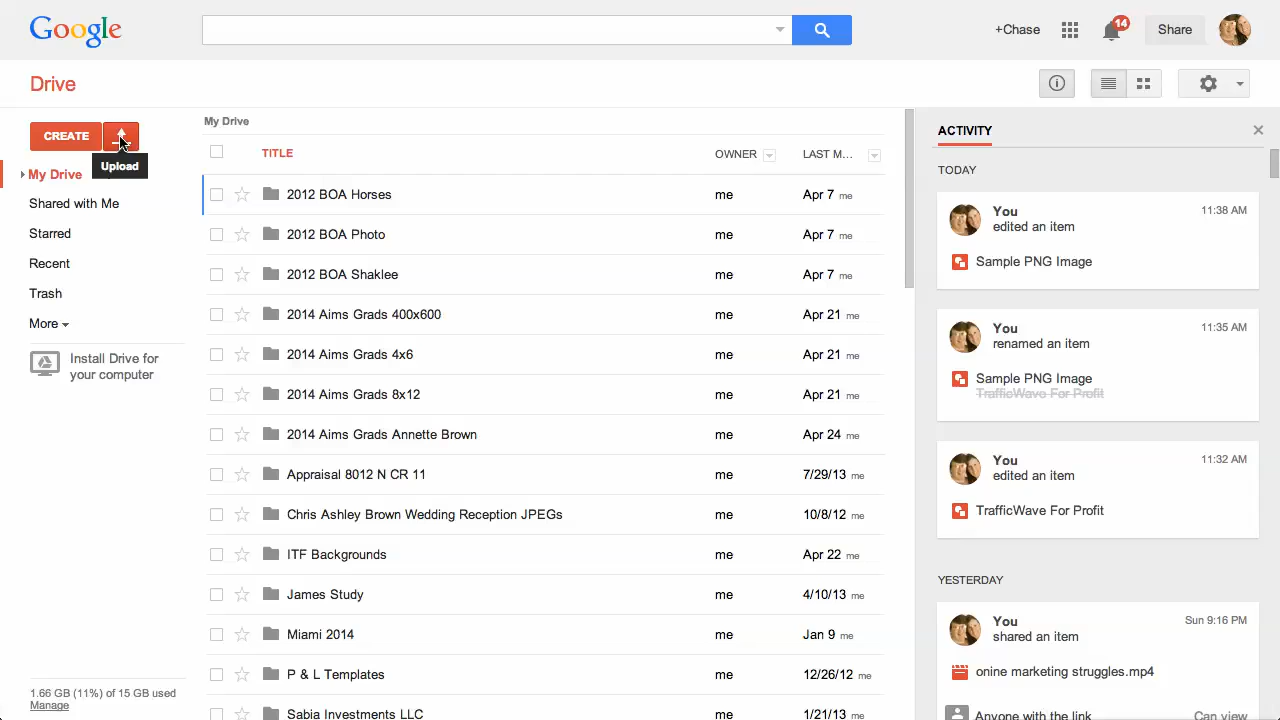 Google
+Chase
14
Share
Drive
CREATE
Upload
My Drive
Shared with Me
Starred
Recent
Trash
More
Install Drive for
your computer
1.66 GB (11%) of 15 GB used
Manage
My Drive
TITLE OWNER LAST M...
2012 BOA Horses me Apr 7 me
2012 BOA Photo me Apr 7 me
2012 BOA Shaklee me Apr 7 me
2014 Aims Grads 400x600 me Apr 21 me
2014 Aims Grads 4x6 me Apr 21 me
2014 Aims Grads 8x12 me Apr 21 me
2014 Aims Grads Annette Brown me Apr 24 me
Appraisal 8012 N CR 11 me 7/29/13 me
Chris Ashley Brown Wedding Reception JPEGs me 10/8/12 me
ITF Backgrounds me Apr 22 me
James Study me 4/10/13 me
Miami 2014 me Jan 9 me
P & L Templates me 12/26/12 me
Sabia Investments LLC me 1/21/13 me
ACTIVITY
TODAY
You 11:38 AM
edited an item
Sample PNG Image
You 11:35 AM
renamed an item
Sample PNG Image
TrafficWave For Profit
You 11:32 AM
edited an item
TrafficWave For Profit
YESTERDAY
You Sun 9:16 PM
shared an item
onine marketing struggles.mp4
Anyone with the link Can view